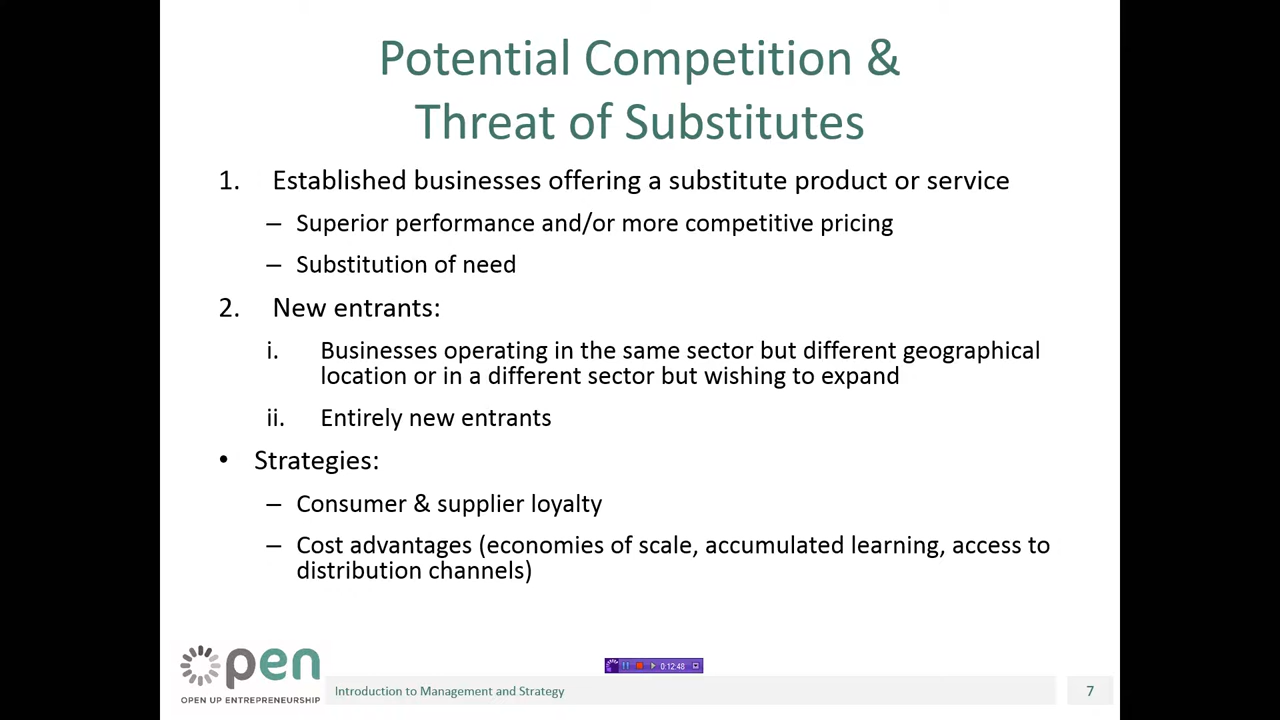 Potential Competition &
Threat of Substitutes
1. Established businesses offering a substitute product or service
– Superior performance and/or more competitive pricing
– Substitution of need
2. New entrants:
i. Businesses operating in the same sector but different geographical
location or in a different sector but wishing to expand
ii. Entirely new entrants
• Strategies:
– Consumer & supplier loyalty
– Cost advantages (economies of scale, accumulated learning, access to
distribution channels)
open
OPEN UP ENTREPRENEURSHIP
0:12:48
Introduction to Management and Strategy
7